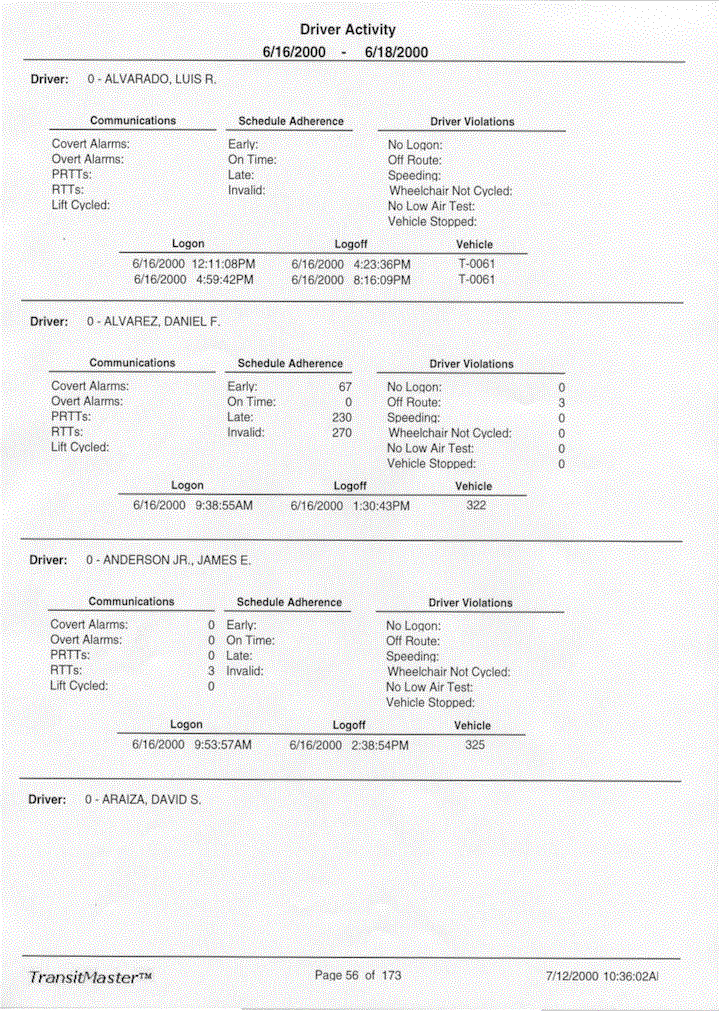 Driver Activity
6/16/2000 - 6/18/2000
Driver: 0 - ALVARADO, LUIS R.
Communications Schedule Adherence Driver Violations
Covert Alarms: Early: No Logon:
Overt Alarms: On Time: Off Route:
PRTTs: Late: Speeding:
RTTs: Invalid: Wheelchair Not Cycled:
Lift Cycled: No Low Air Test:
Vehicle Stopped:
Logon Logoff Vehicle
6/16/2000 12:11:08PM 6/16/2000 4:23:36PM T-0061
6/16/2000 4:59:42PM 6/16/2000 8:16:09PM T-0061
Driver: 0 - ALVAREZ, DANIEL F.
Communications Schedule Adherence Driver Violations
Covert Alarms: Early: 67 No Logon: 0
Overt Alarms: On Time: 0 Off Route: 3
PRTTs: Late: 230 Speeding: 0
RTTs: Invalid: 270 Wheelchair Not Cycled: 0
Lift Cycled: No Low Air Test: 0
Vehicle Stopped: 0
Logon Logoff Vehicle
6/16/2000 9:38:55AM 6/16/2000 1:30:43PM 322
Driver: 0 - ANDERSON JR., JAMES E.
Communications Schedule Adherence Driver Violations
Covert Alarms: 0 Early: No Logon:
Overt Alarms: 0 On Time: Off Route:
PRTTs: 0 Late: Speeding:
RTTs: 3 Invalid: Wheelchair Not Cycled:
Lift Cycled: 0 No Low Air Test:
Vehicle Stopped:
Logon Logoff Vehicle
6/16/2000 9:53:57AM 6/16/2000 2:38:54PM 325
Driver: 0 - ARAIZA, DAVID S.
TransitMaster™ Page 56 of 173 7/12/2000 10:36:02A